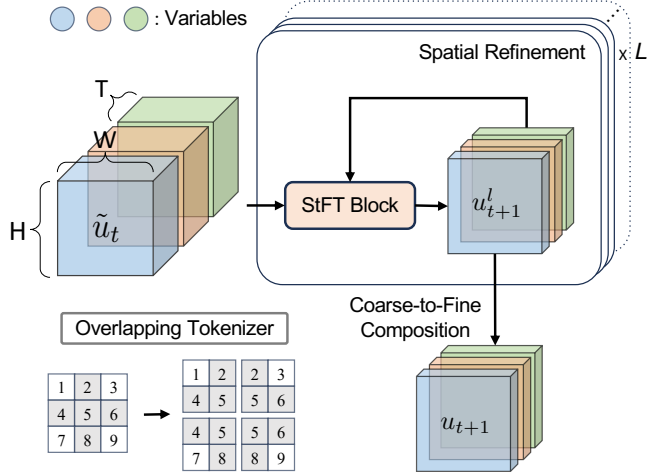 : Variables
Spatial Refinement
x L
T
W
H
ũ_t
StFT Block
u^l_{t+1}
Coarse-to-Fine
Composition
Overlapping Tokenizer
u_{t+1}
1 2 3
4 5 6
7 8 9
1 2 2 3
4 5 5 6
4 5 5 6
7 8 8 9